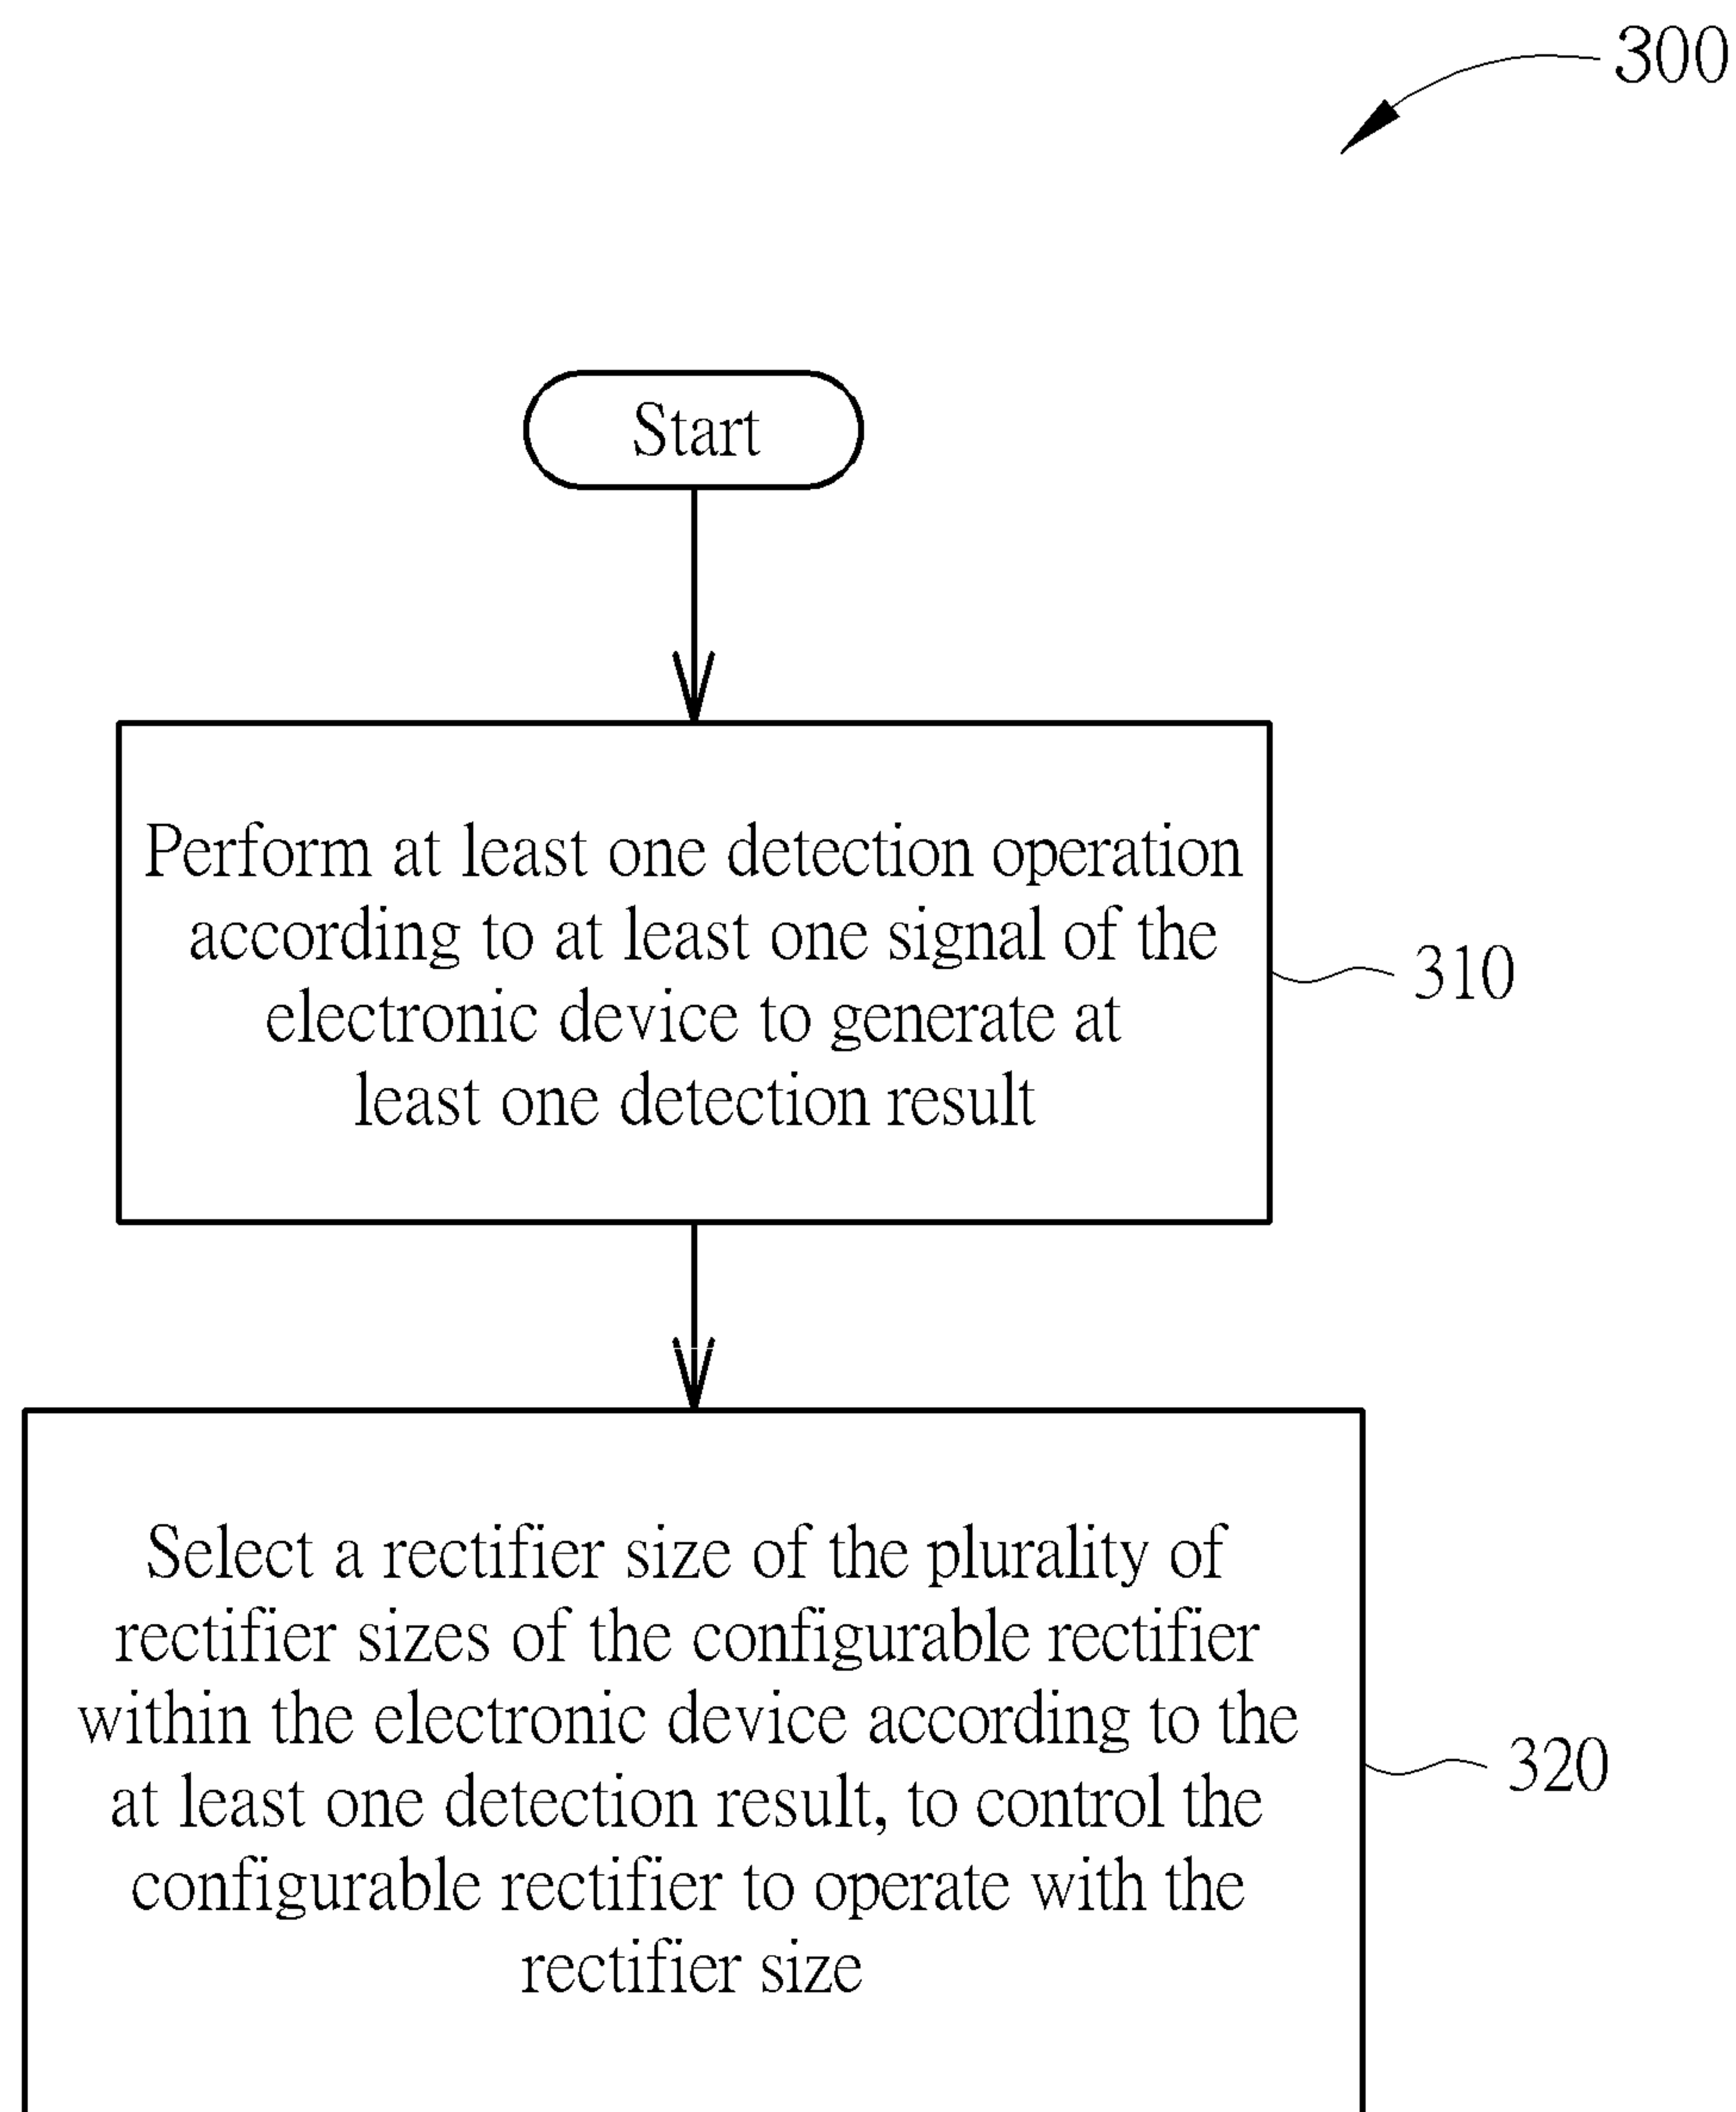 300
Start
Perform at least one detection operation
according to at least one signal of the
electronic device to generate at
least one detection result
310
Select a rectifier size of the plurality of
rectifier sizes of the configurable rectifier
within the electronic device according to the
at least one detection result, to control the
configurable rectifier to operate with the
rectifier size
320